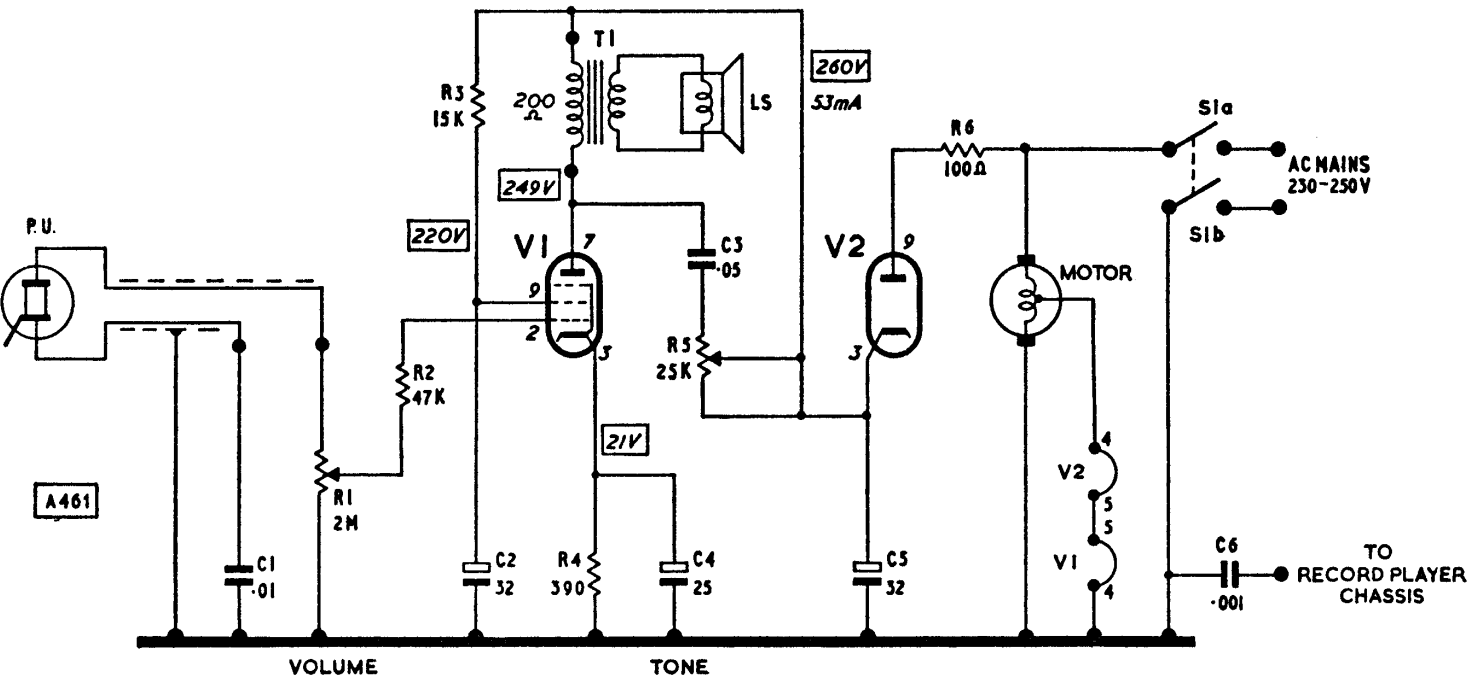 T1
R3
15K
200
Ω
LS
260V
53mA
249V
220V
P.U.
V1
7
9
2
3
C3
.05
R5
25K
V2
9
3
R6
100Ω
S1a
S1b
AC MAINS
230-250V
MOTOR
R2
47K
21V
A461
R1
2M
C1
.01
C2
32
R4
390
C4
25
C5
32
V2
4
5
V1
5
4
C6
.001
TO
RECORD PLAYER
CHASSIS
VOLUME
TONE